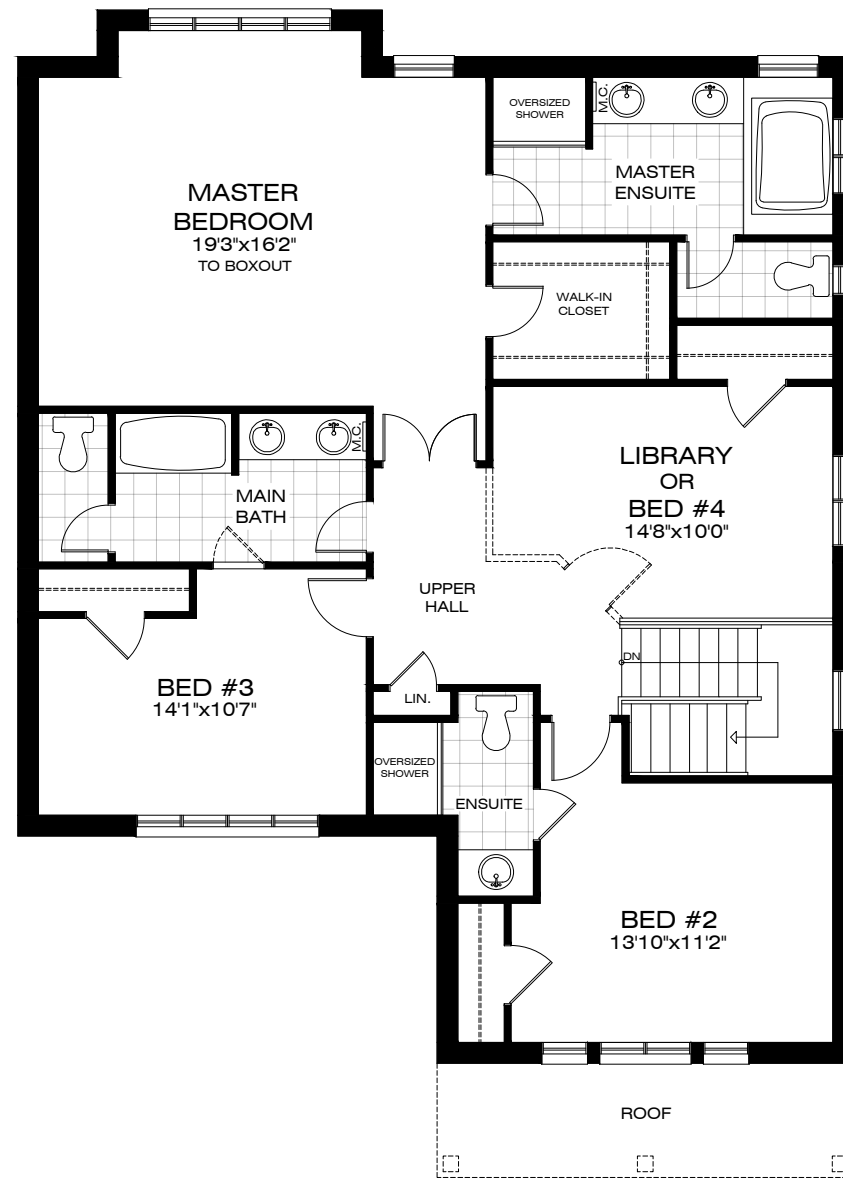 OVERSIZED
SHOWER
M.C.
MASTER
ENSUITE
MASTER
BEDROOM
19'3"x16'2"
TO BOXOUT
WALK-IN
CLOSET
M.C.
MAIN
BATH
LIBRARY
OR
BED #4
14'8"x10'0"
UPPER
HALL
DN
BED #3
14'1"x10'7"
LIN.
OVERSIZED
SHOWER
ENSUITE
BED #2
13'10"x11'2"
ROOF